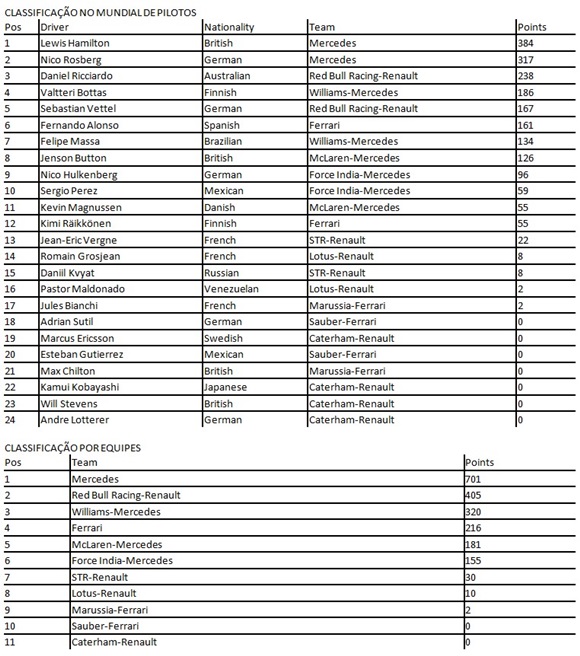 CLASSIFICAÇÃO NO MUNDIAL DE PILOTOS
Pos Driver Nationality Team Points
1 Lewis Hamilton British Mercedes 384
2 Nico Rosberg German Mercedes 317
3 Daniel Ricciardo Australian Red Bull Racing-Renault 238
4 Valtteri Bottas Finnish Williams-Mercedes 186
5 Sebastian Vettel German Red Bull Racing-Renault 167
6 Fernando Alonso Spanish Ferrari 161
7 Felipe Massa Brazilian Williams-Mercedes 134
8 Jenson Button British McLaren-Mercedes 126
9 Nico Hulkenberg German Force India-Mercedes 96
10 Sergio Perez Mexican Force India-Mercedes 59
11 Kevin Magnussen Danish McLaren-Mercedes 55
12 Kimi Räikkönen Finnish Ferrari 55
13 Jean-Eric Vergne French STR-Renault 22
14 Romain Grosjean French Lotus-Renault 8
15 Daniil Kvyat Russian STR-Renault 8
16 Pastor Maldonado Venezuelan Lotus-Renault 2
17 Jules Bianchi French Marussia-Ferrari 2
18 Adrian Sutil German Sauber-Ferrari 0
19 Marcus Ericsson Swedish Caterham-Renault 0
20 Esteban Gutierrez Mexican Sauber-Ferrari 0
21 Max Chilton British Marussia-Ferrari 0
22 Kamui Kobayashi Japanese Caterham-Renault 0
23 Will Stevens British Caterham-Renault 0
24 Andre Lotterer German Caterham-Renault 0
CLASSIFICAÇÃO POR EQUIPES
Pos Team Points
1 Mercedes 701
2 Red Bull Racing-Renault 405
3 Williams-Mercedes 320
4 Ferrari 216
5 McLaren-Mercedes 181
6 Force India-Mercedes 155
7 STR-Renault 30
8 Lotus-Renault 10
9 Marussia-Ferrari 2
10 Sauber-Ferrari 0
11 Caterham-Renault 0